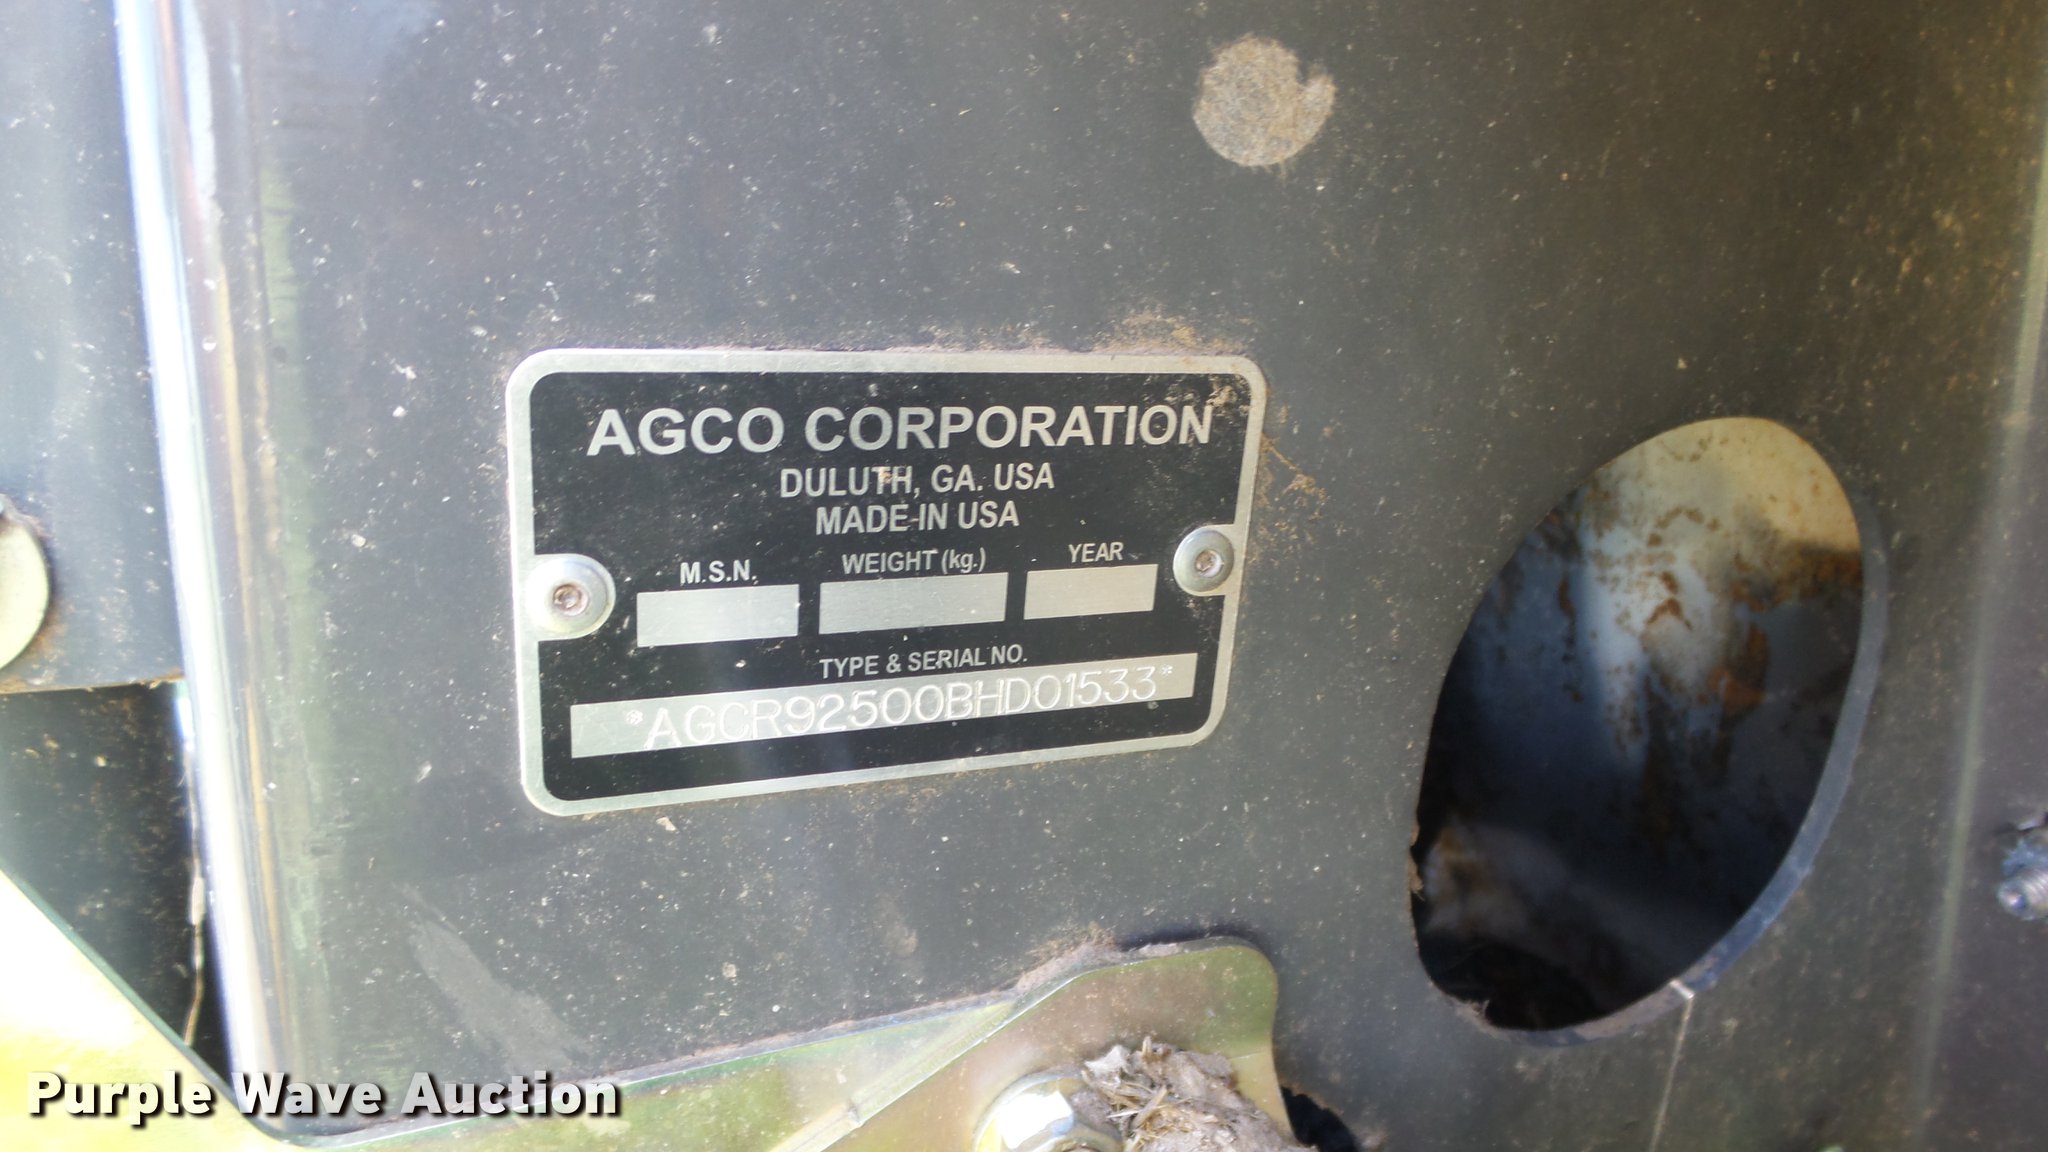 AGCO CORPORATION
DULUTH, GA. USA
MADE IN USA
M.S.N. WEIGHT (kg.) YEAR
TYPE & SERIAL NO.
*AGCR92500BHD01533*
Purple Wave Auction